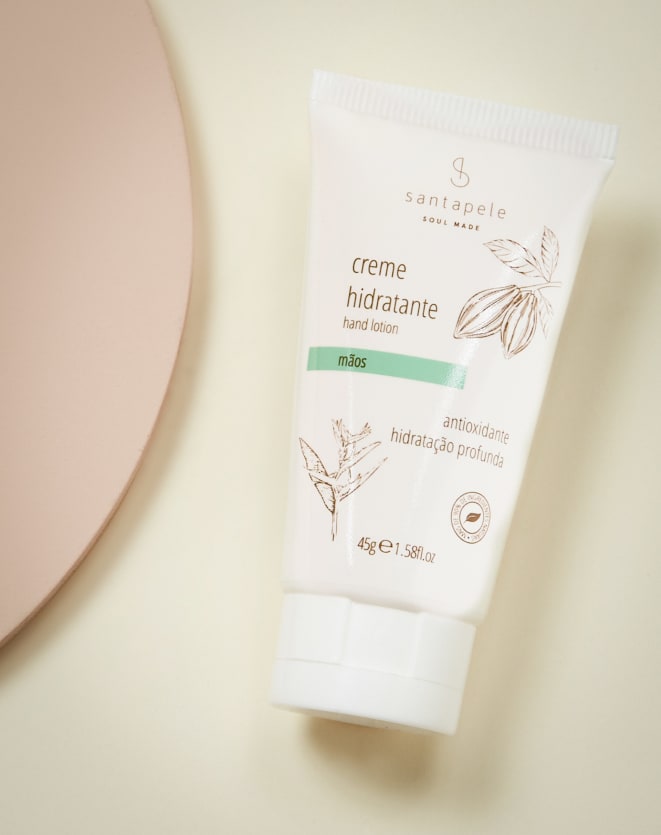 santapele
SOUL MADE
creme
hidratante
hand lotion
mãos
antioxidante
hidratação profunda
45g ℮ 1.58fl.oz